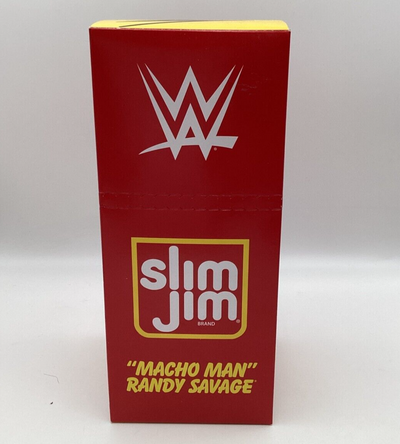 W
slim
jim®
BRAND
"MACHO MAN"
RANDY SAVAGE